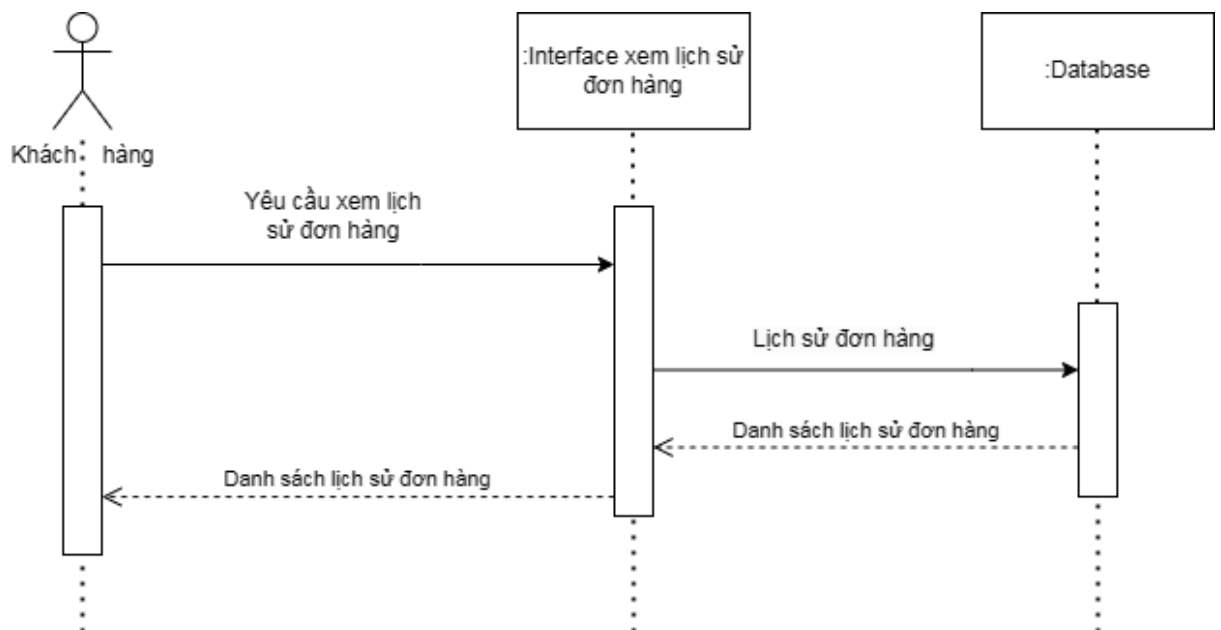 :Interface xem lịch sử
đơn hàng
:Database
Khách hàng
Yêu cầu xem lịch
sử đơn hàng
Lịch sử đơn hàng
Danh sách lịch sử đơn hàng
Danh sách lịch sử đơn hàng